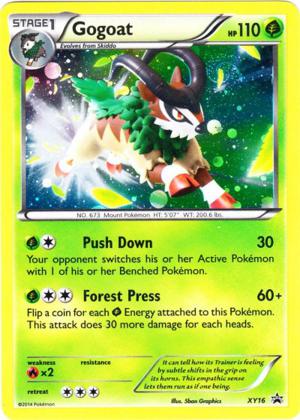 STAGE1
Gogoat
HP 110
Evolves from Skiddo
NO. 673 Mount Pokémon HT: 5'07" WT: 200.6 lbs.
Push Down 30
Your opponent switches his or her Active Pokémon
with 1 of his or her Benched Pokémon.
Forest Press 60+
Flip a coin for each Energy attached to this Pokémon.
This attack does 30 more damage for each heads.
weakness
resistance
×2
retreat
It can tell how its Trainer is feeling
by subtle shifts in the grip on
its horns. This empathic sense
lets them run as if one being.
Illus. 5ban Graphics
©2014 Pokémon
XY16